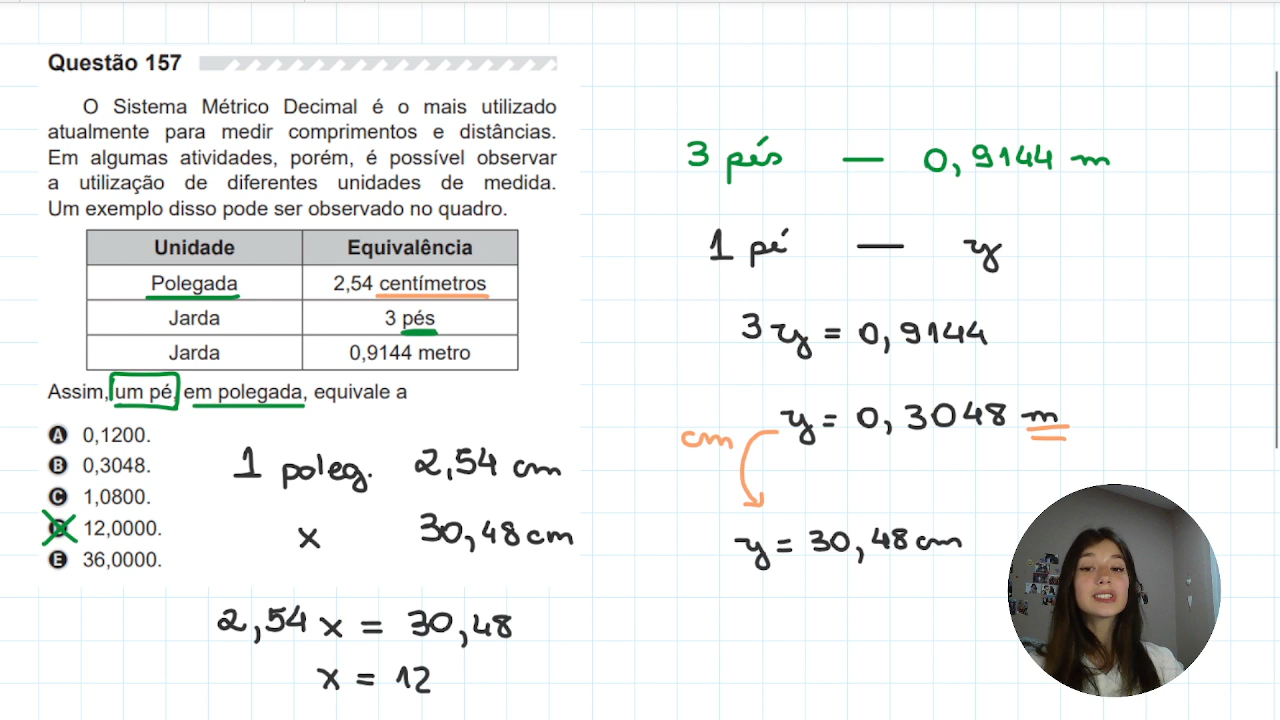 Questão 157
O Sistema Métrico Decimal é o mais utilizado
atualmente para medir comprimentos e distâncias.
Em algumas atividades, porém, é possível observar
a utilização de diferentes unidades de medida.
Um exemplo disso pode ser observado no quadro.
Unidade Equivalência
Polegada 2,54 centímetros
Jarda 3 pés
Jarda 0,9144 metro
Assim, um pé, em polegada, equivale a
A 0,1200.
B 0,3048.
C 1,0800.
D 12,0000.
E 36,0000.
1 poleg. 2,54 cm
x 30,48 cm
2,54 x = 30,48
x = 12
3 pés — 0,9144 m
1 pé — y
3y = 0,9144
y = 0,3048 m
cm
y = 30,48 cm